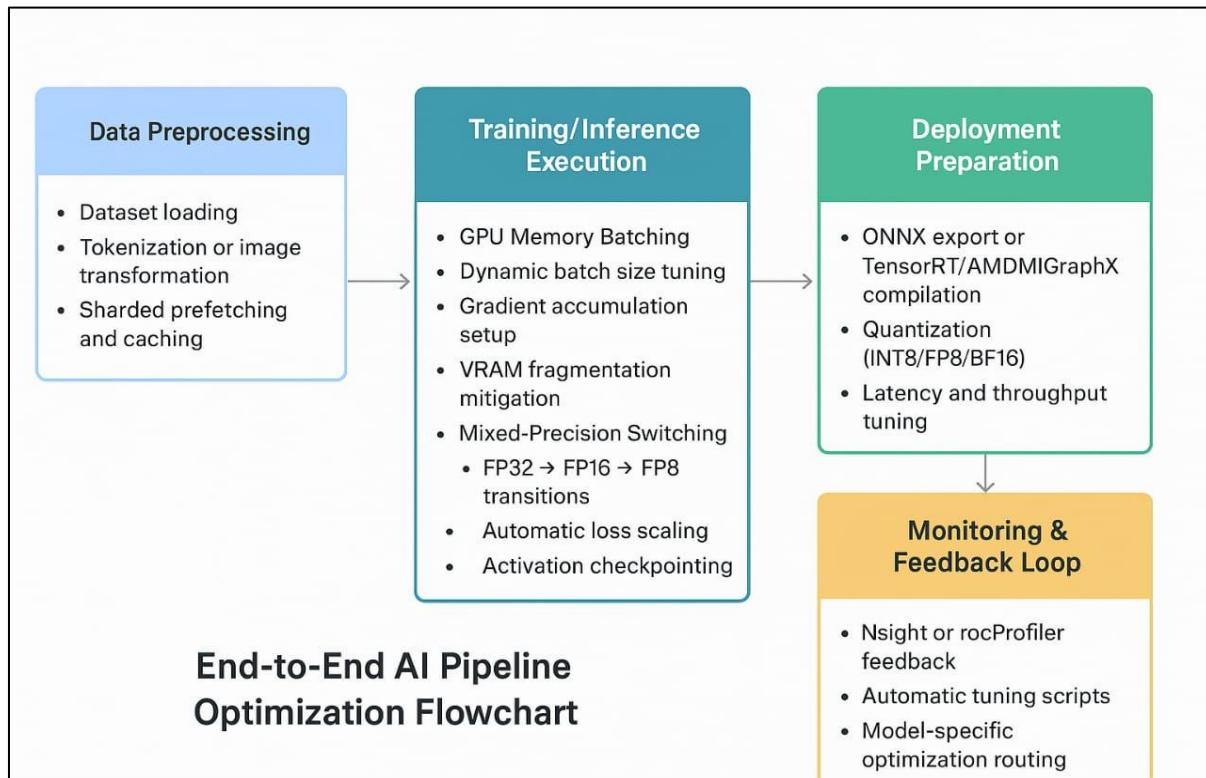 Data Preprocessing
• Dataset loading
• Tokenization or image
transformation
• Sharded prefetching
and caching
Training/Inference
Execution
• GPU Memory Batching
• Dynamic batch size tuning
• Gradient accumulation
setup
• VRAM fragmentation
mitigation
• Mixed-Precision Switching
• FP32 → FP16 → FP8
transitions
• Automatic loss scaling
• Activation checkpointing
Deployment
Preparation
• ONNX export or
TensorRT/AMDMIGraphX
compilation
• Quantization
(INT8/FP8/BF16)
• Latency and throughput
tuning
Monitoring &
Feedback Loop
• Nsight or rocProfiler
feedback
• Automatic tuning scripts
• Model-specific
optimization routing
End-to-End AI Pipeline
Optimization Flowchart